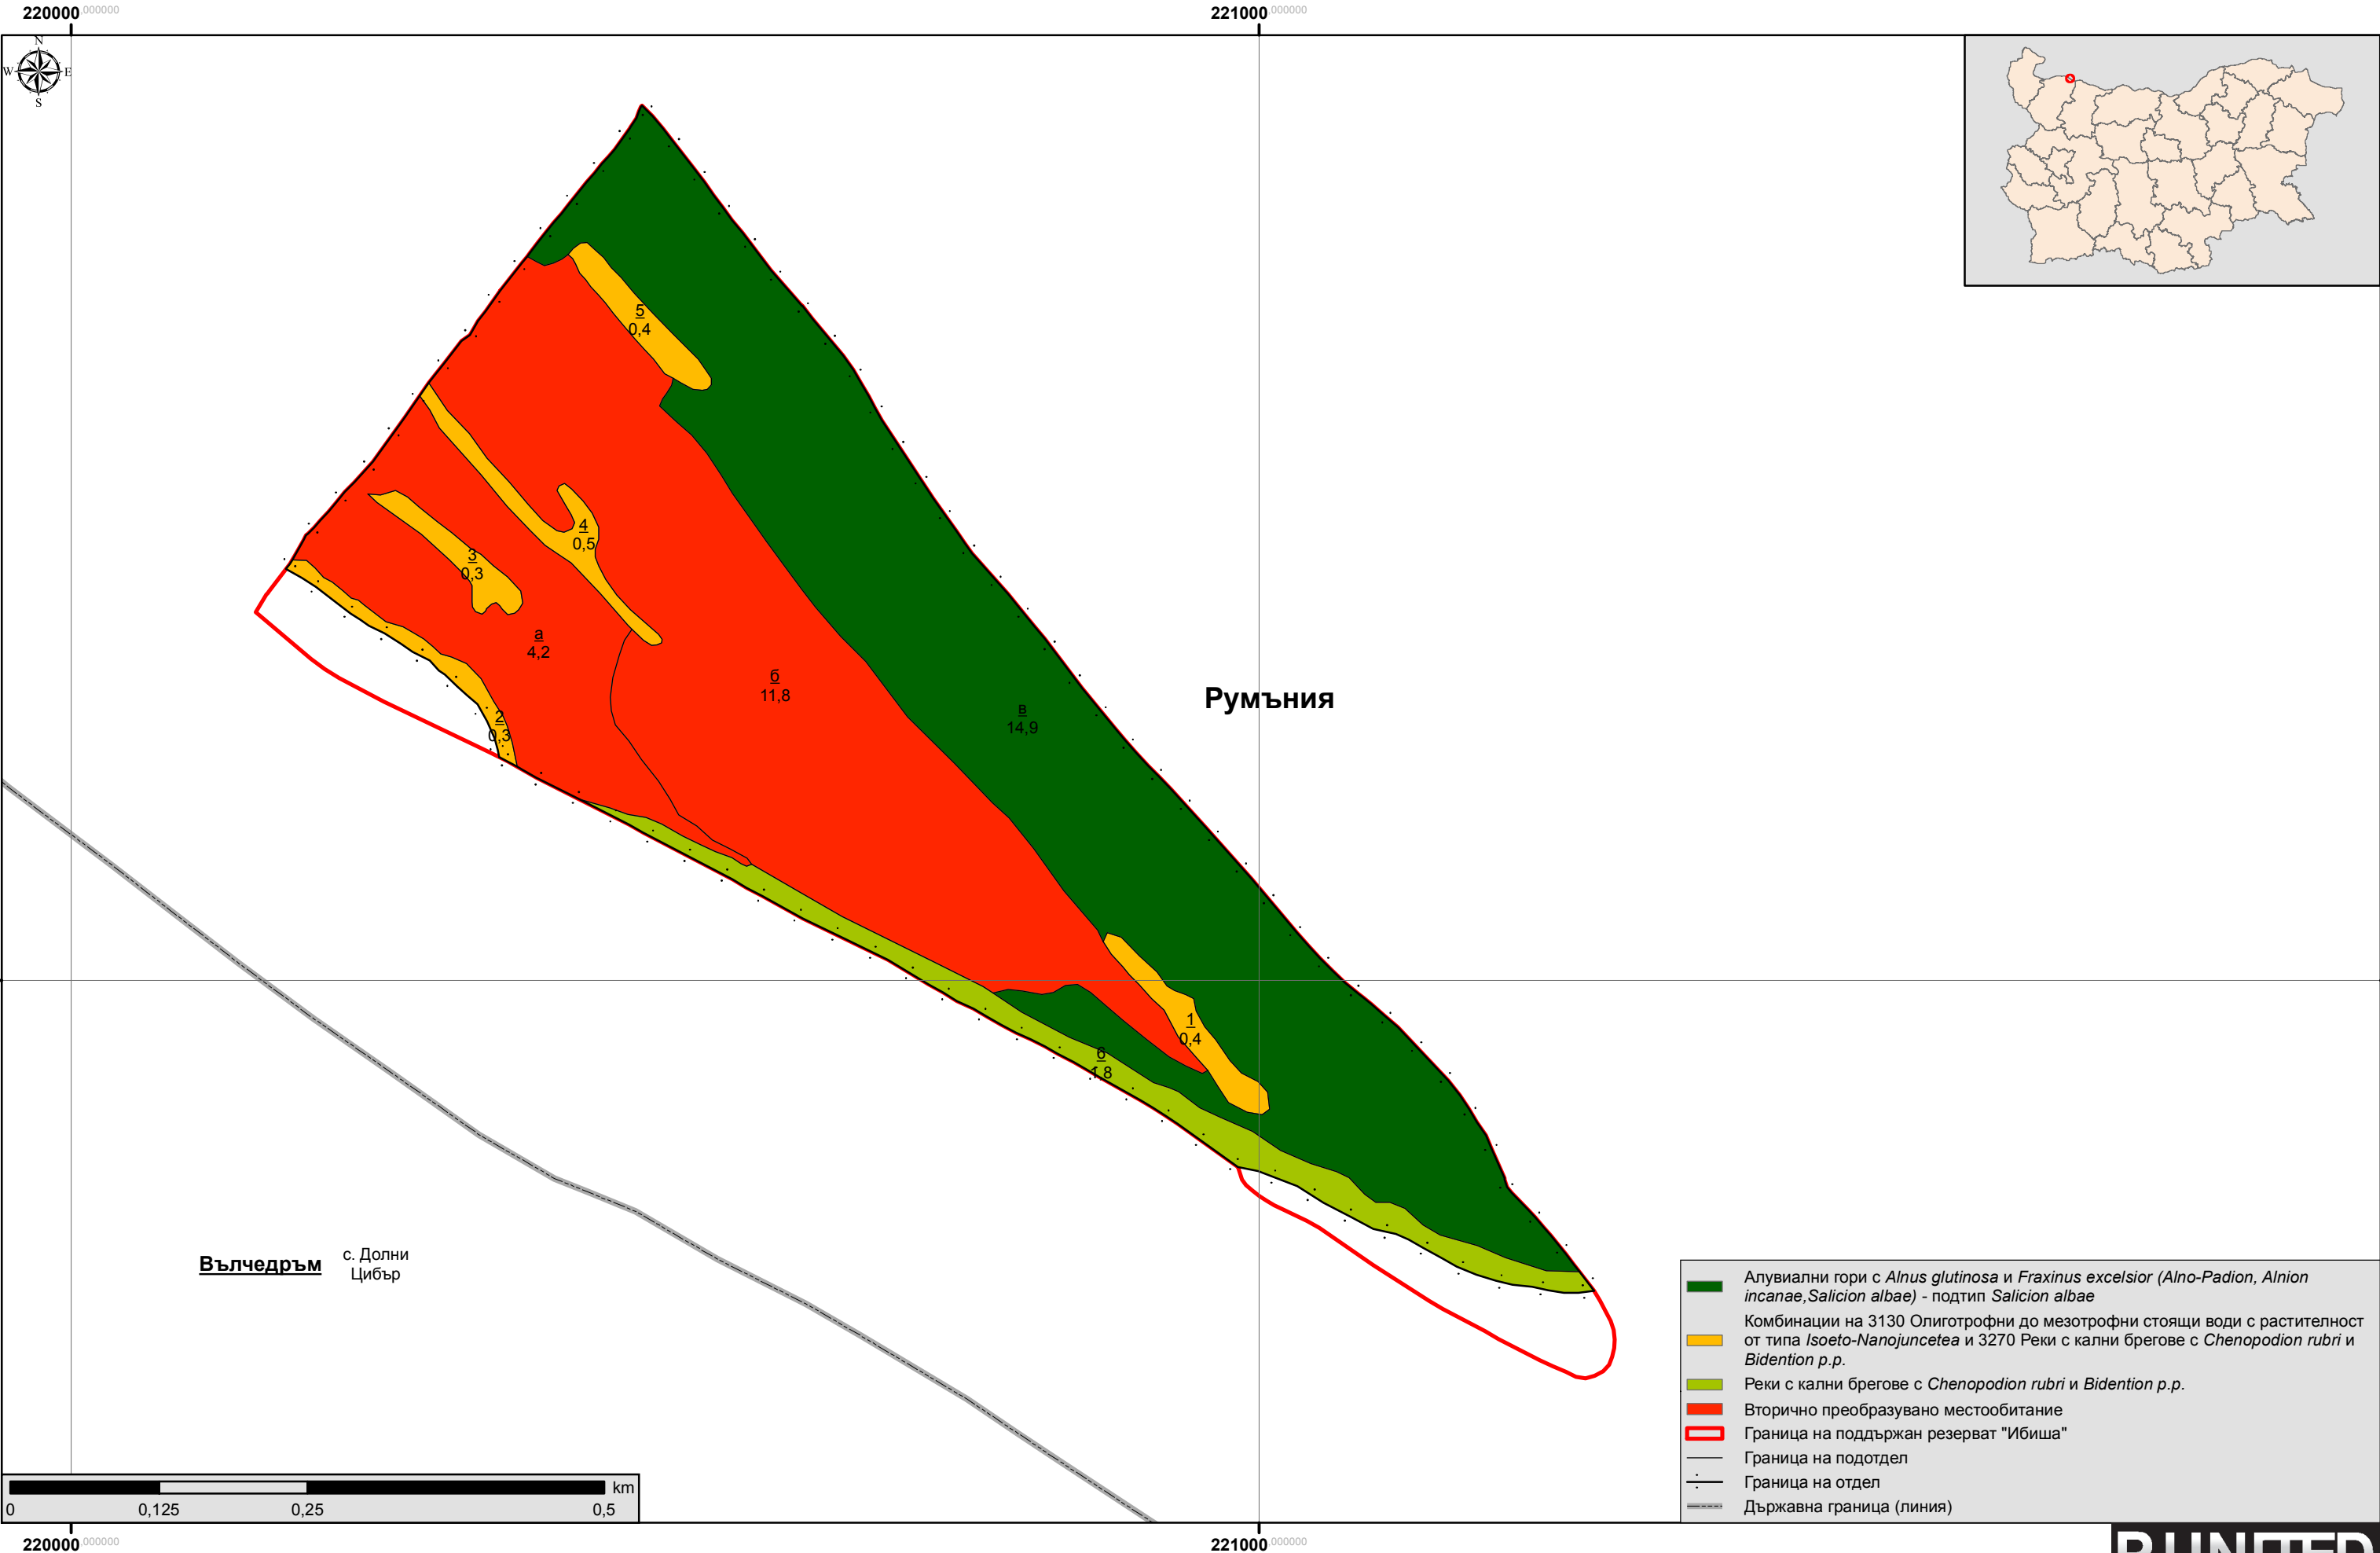 220000.000000
221000.000000
N
W E
S
5
0,4
4
0,5
3
0,3
а
4,2
б
11,8
Румъния
в
14,9
2
0,3
1
0,4
6
1,8
Вълчедръм
с. Долни
Цибър
Алувиални гори с Alnus glutinosa и Fraxinus excelsior (Alno-Padion, Alnion
incanae,Salicion albae) - подтип Salicion albae
Комбинации на 3130 Олиготрофни до мезотрофни стоящи води с растителност
от типа Isoeto-Nanojuncetea и 3270 Реки с кални брегове с Chenopodion rubri и
Bidention p.p.
Реки с кални брегове с Chenopodion rubri и Bidention p.p.
Вторично преобразувано местообитание
Граница на поддържан резерват "Ибиша"
Граница на подотдел
Граница на отдел
Държавна граница (линия)
km
0 0,125 0,25 0,5
220000.000000
221000.000000